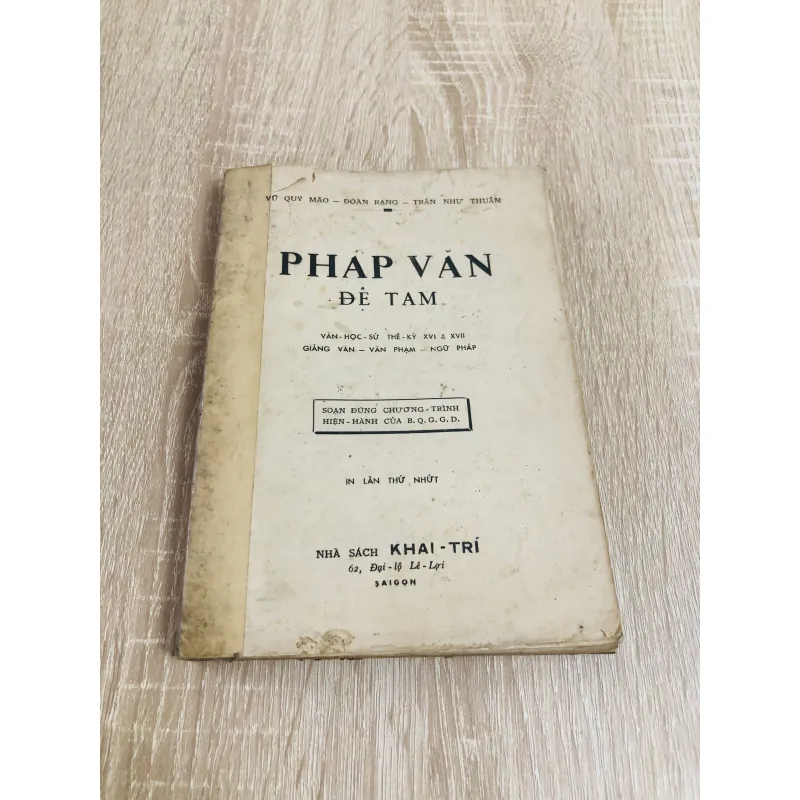 VŨ QUÝ MÃO – ĐOÀN RẠNG – TRẦN NHƯ THUẦN
PHÁP VĂN
ĐỆ TAM
VĂN-HỌC-SỬ THẾ-KỶ XVI & XVII
GIẢNG VĂN – VĂN PHẠM – NGỮ PHÁP
SOẠN ĐÚNG CHƯƠNG-TRÌNH
HIỆN-HÀNH CỦA B.Q.G.G.D.
IN LẦN THỨ NHỨT
NHÀ SÁCH KHAI-TRÍ
62, Đại-lộ Lê-Lợi
SAIGON